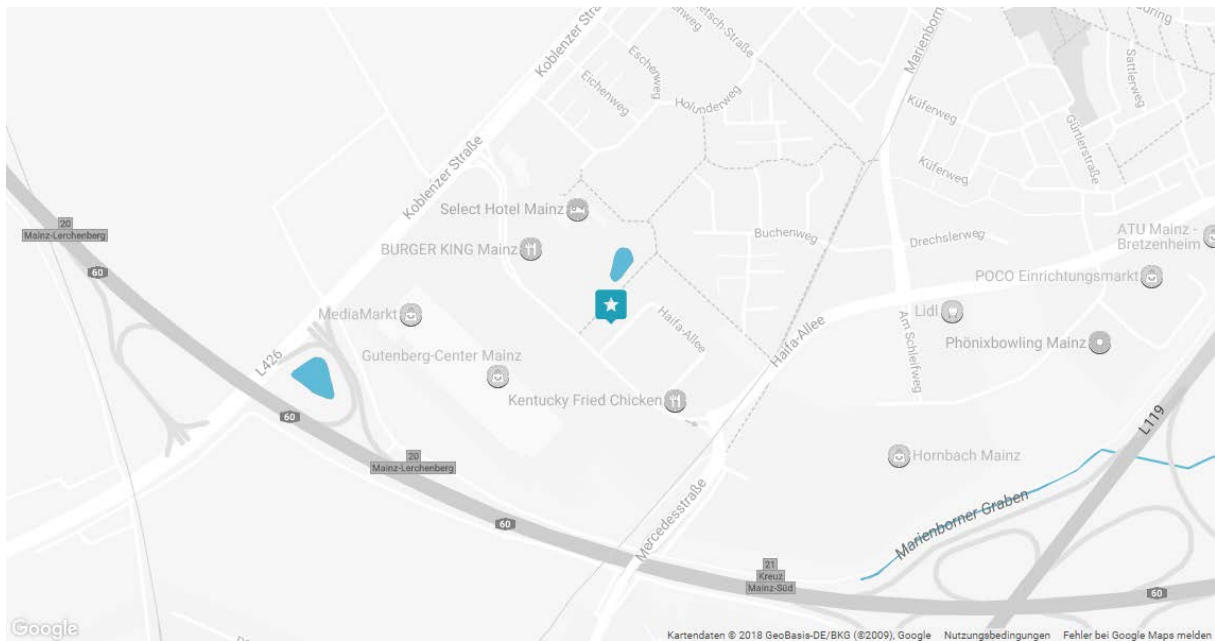 etsch-Straße
Koblenzer Straße
Eschenweg
Eichenweg
Holunderweg
Marienborn
Küferweg
Sattlerweg
Gürtlerstraße
Küferweg
Koblenzer Straße
Select Hotel Mainz
BURGER KING Mainz
Buchenweg
Drechslerweg
ATU Mainz -
Bretzenheim
POCO Einrichtungsmarkt
20
Mainz-Lerchenberg
60
MediaMarkt
Haifa-Allee
Haifa-Allee
Lidl
Am Schleifweg
Phönixbowling Mainz
L426
Gutenberg-Center Mainz
Kentucky Fried Chicken
60
L119
20
Mainz-Lerchenberg
Hornbach Mainz
Mercedesstraße
Marienborner Graben
60
21
Kreuz
Mainz-Süd
60
Google
Kartendaten © 2018 GeoBasis-DE/BKG (©2009), Google Nutzungsbedingungen Fehler bei Google Maps melden